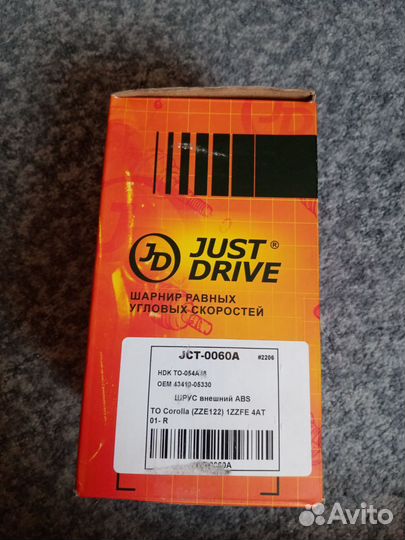 JD
JUST ®
DRIVE
ШАРНИР РАВНЫХ
УГЛОВЫХ СКОРОСТЕЙ
JCT-0060A #2206
HDK
OEM 43410-05330
ШРУС внешний ABS
TO Corolla (ZZE122) 1ZZFE 4AT
01- R
Avito